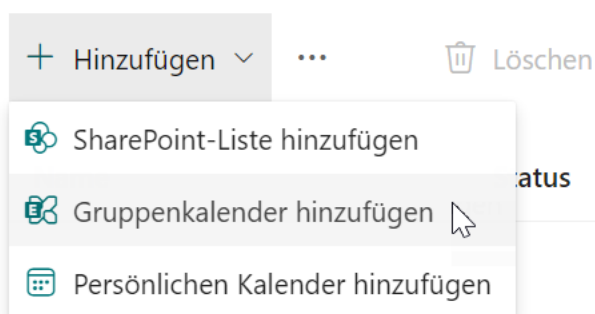 Hinzufügen
Löschen
SharePoint-Liste hinzufügen
atus
Gruppenkalender hinzufügen
Persönlichen Kalender hinzufügen